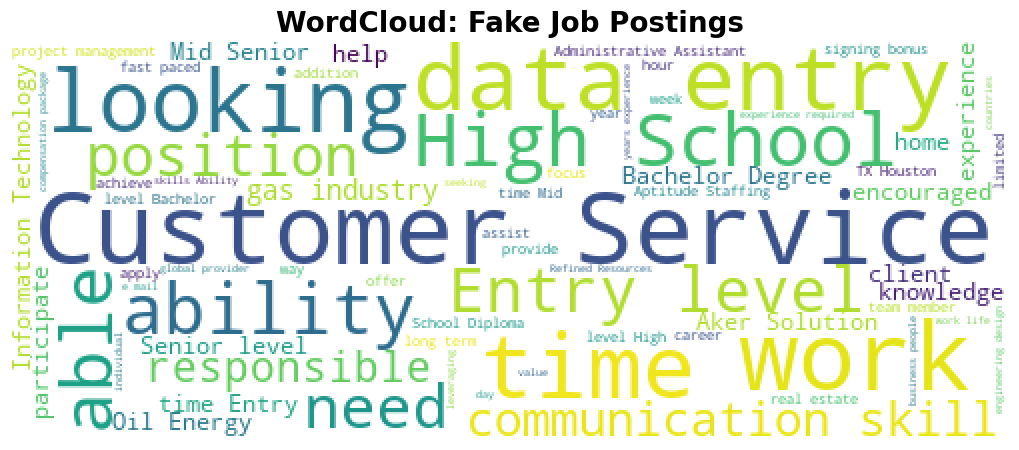 WordCloud: Fake Job Postings
project management
Mid Senior
help
Administrative Assistant
signing bonus
fast paced
addition
hour
looking
data entry
experience
countries
Information Technology
compensation package
week
year
years experience
experience required
High School
home
limited
position
achieve
skills Ability
gas industry
seeking
focus
Bachelor Degree
TX Houston
level Bachelor
time Mid
Aptitude Staffing
encouraged
Customer Service
assist
provide
participate
able
apply
global provider
way
Refined Resources
client
e mail
offer
knowledge
ability
Entry level
team member
School Diploma
Aker Solution
work life
individual
Senior level
long term
level High
career
business people
engineering design
responsible
leveraging
time
value
work
time Entry
need
day
real estate
Oil Energy
communication skill